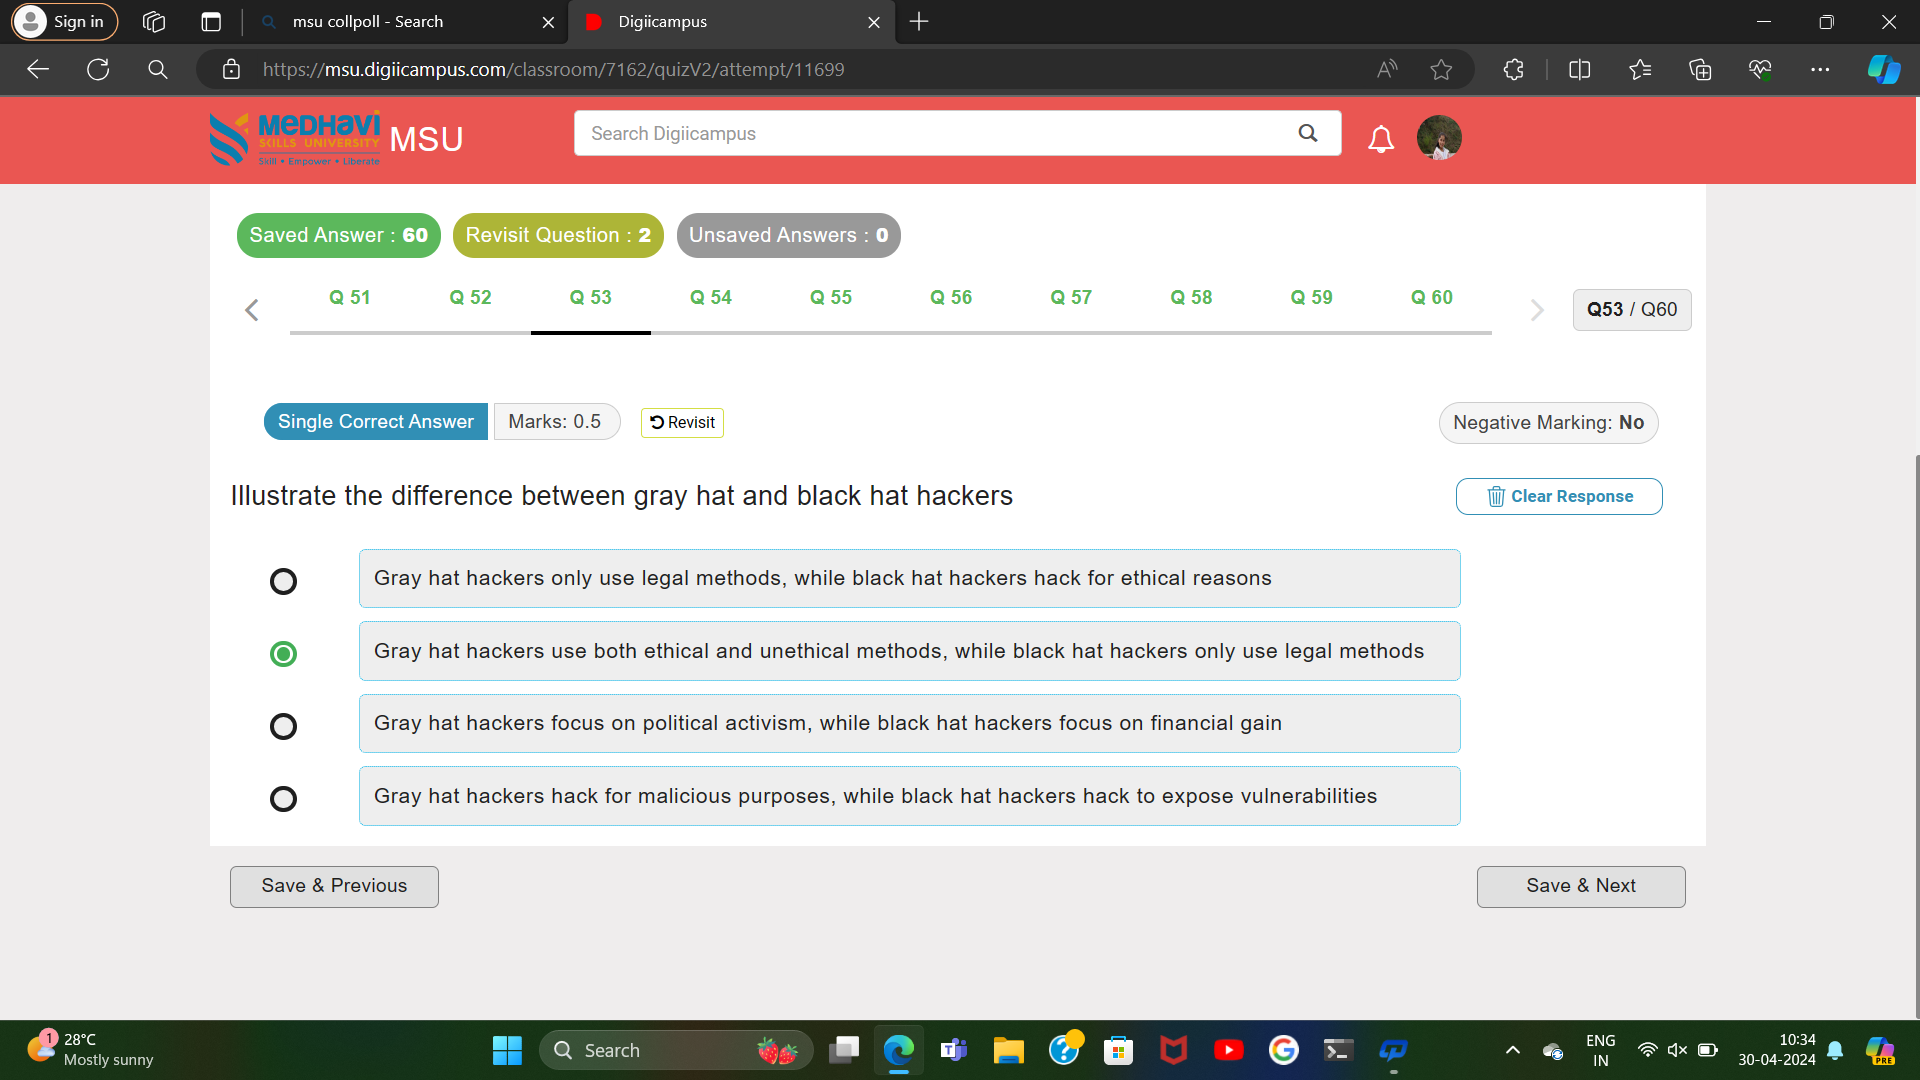 Sign in
msu collpoll - Search
Digiicampus
https://msu.digiicampus.com/classroom/7162/quizV2/attempt/11699
MEDHAVI
SKILLS UNIVERSITY
Skill • Empower • Liberate
MSU
Search Digiicampus
Saved Answer : 60
Revisit Question : 2
Unsaved Answers : 0
Q 51
Q 52
Q 53
Q 54
Q 55
Q 56
Q 57
Q 58
Q 59
Q 60
Q53 / Q60
Single Correct Answer
Marks: 0.5
Revisit
Negative Marking: No
Illustrate the difference between gray hat and black hat hackers
Clear Response
Gray hat hackers only use legal methods, while black hat hackers hack for ethical reasons
Gray hat hackers use both ethical and unethical methods, while black hat hackers only use legal methods
Gray hat hackers focus on political activism, while black hat hackers focus on financial gain
Gray hat hackers hack for malicious purposes, while black hat hackers hack to expose vulnerabilities
Save & Previous
Save & Next
1
28°C
Mostly sunny
Search
ENG
IN
10:34
30-04-2024
PRE